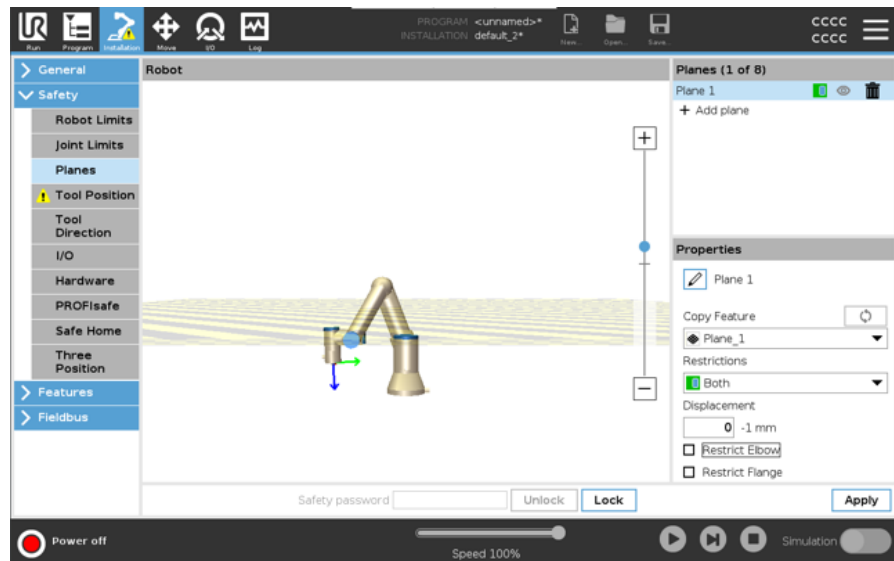 UR
Run
Program
Installation
Move
I/O
Log
PROGRAM <unnamed>*
INSTALLATION default_2*
New...
Open...
Save...
CCCC
CCCC
General
Safety
Robot Limits
Joint Limits
Planes
Tool Position
Tool
Direction
I/O
Hardware
PROFIsafe
Safe Home
Three
Position
Features
Fieldbus
Robot
Planes (1 of 8)
Plane 1
+ Add plane
Properties
Plane 1
Copy Feature
Plane_1
Restrictions
Both
Displacement
0 -1 mm
Restrict Elbow
Restrict Flange
Safety password
Unlock
Lock
Apply
Power off
Speed 100%
Simulation